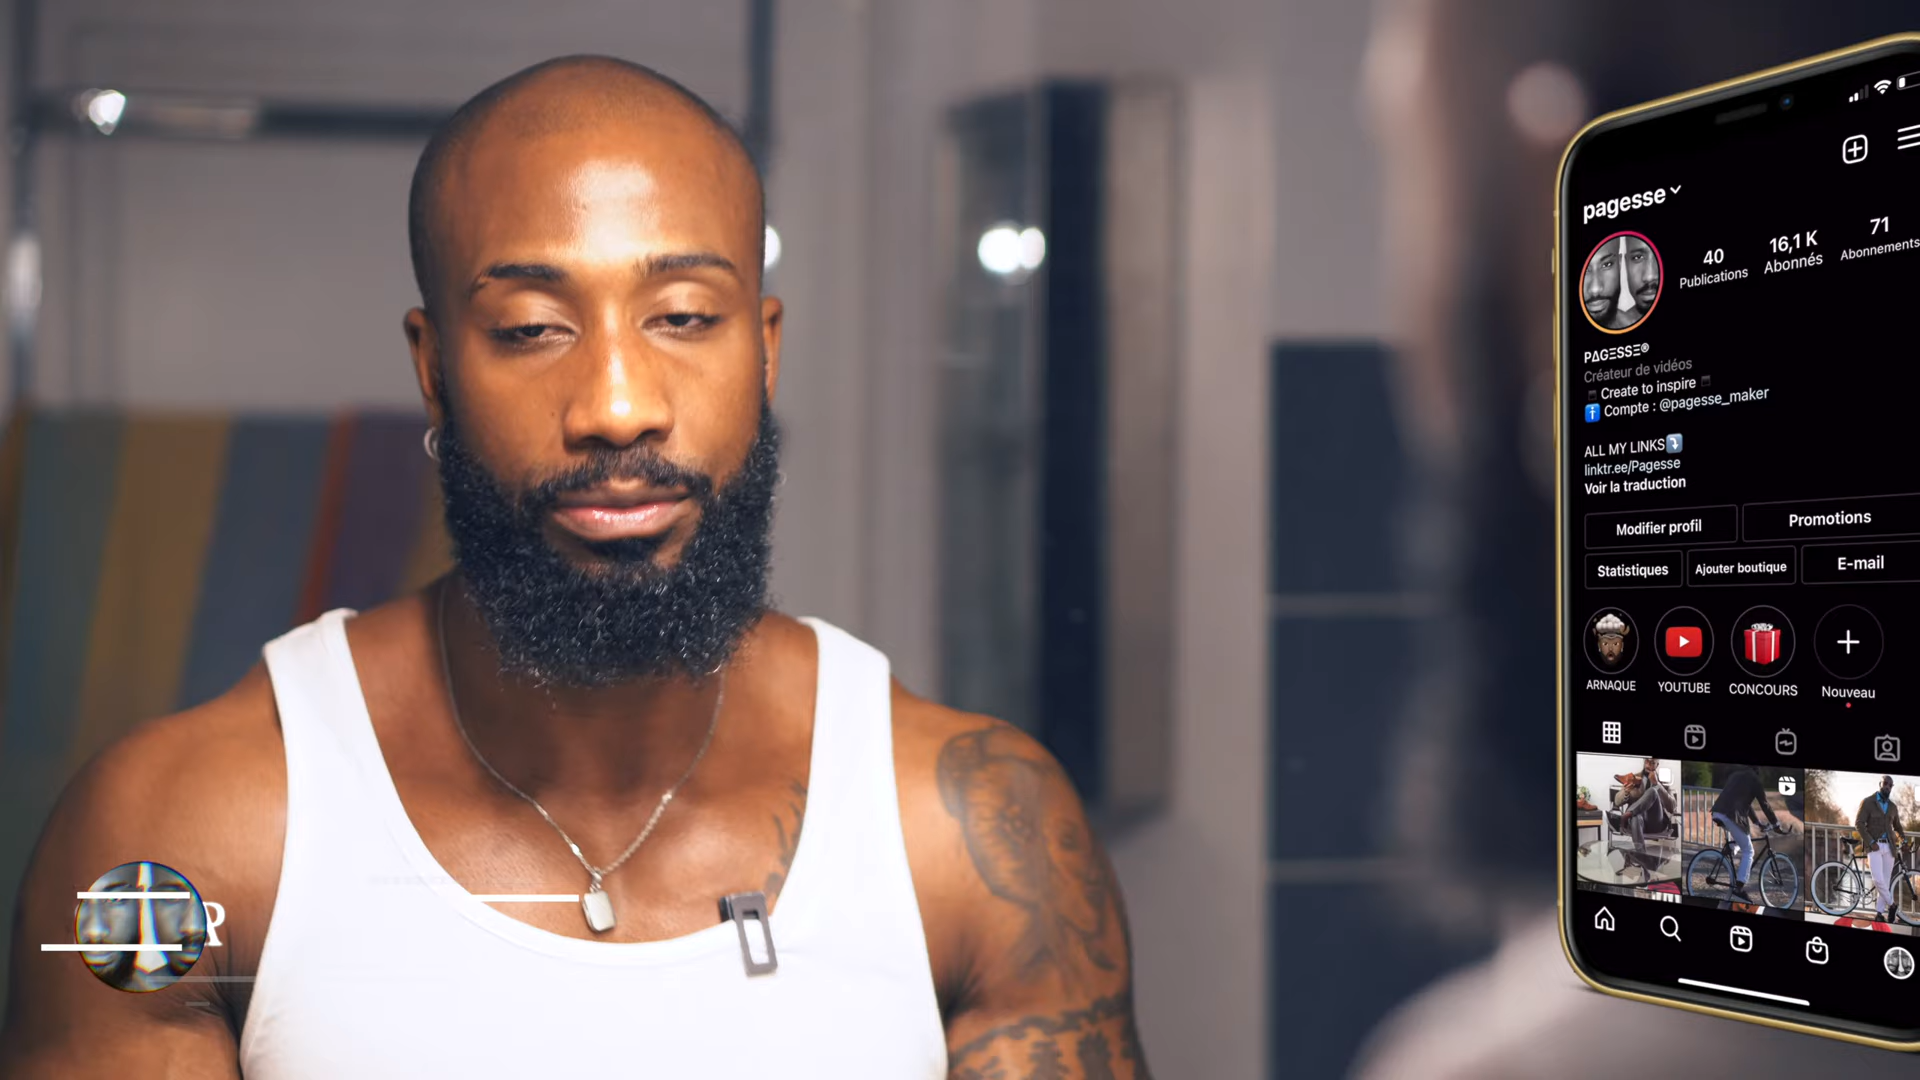 pagesse
40
Publications
16,1 K
Abonnés
71
Abonnements
PΔGΞSSΞ®
Créateur de vidéos
Create to inspire
Compte : @pagesse_maker
ALL MY LINKS
linktr.ee/Pagesse
Voir la traduction
Modifier profil
Promotions
Statistiques
Ajouter boutique
E-mail
ARNAQUE
YOUTUBE
CONCOURS
Nouveau
R